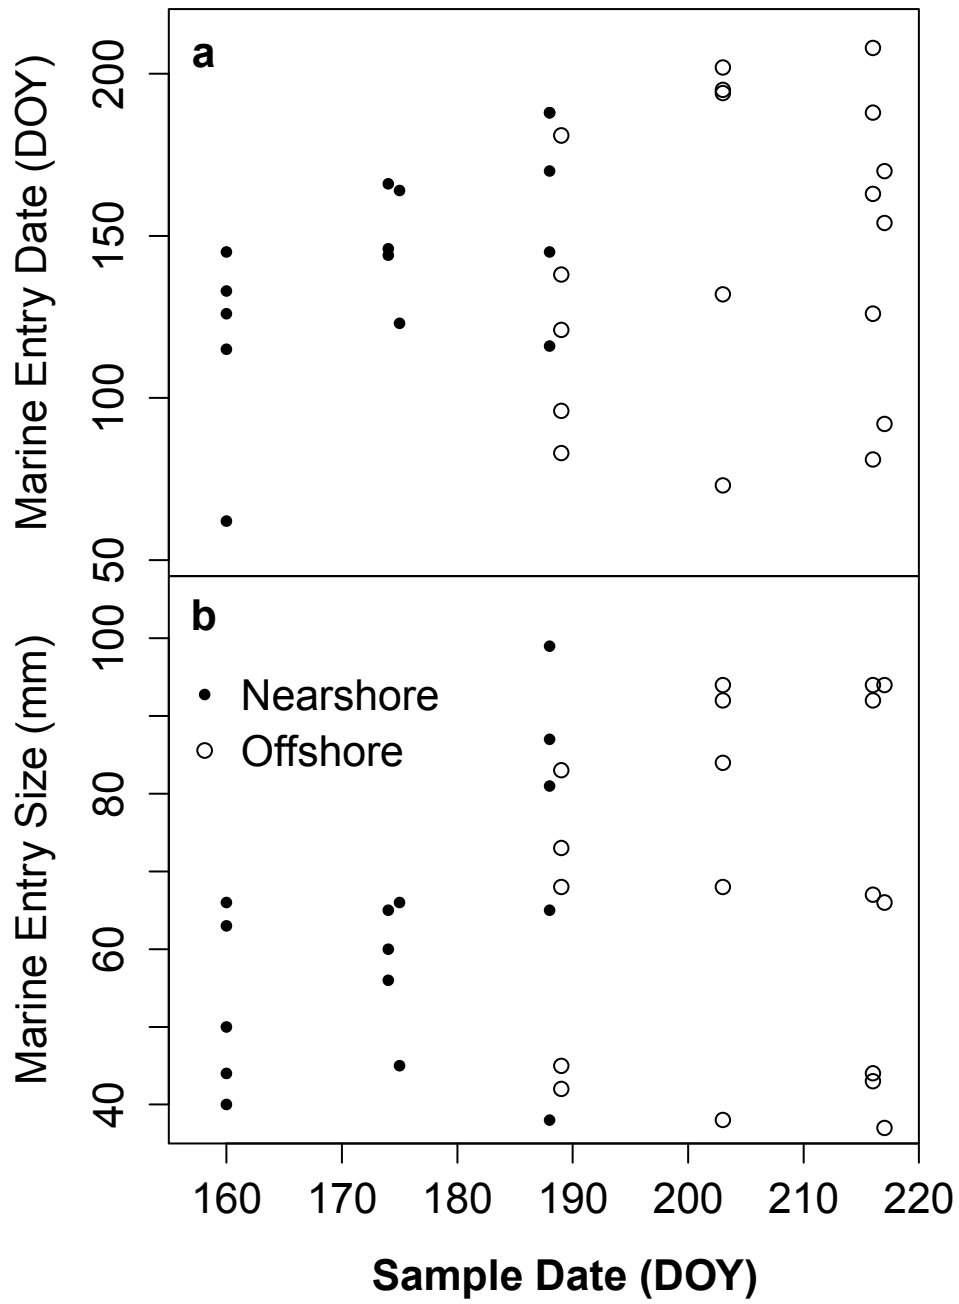 a
Marine Entry Date (DOY)
200
150
100
50
b
Marine Entry Size (mm)
100
80
60
40
Nearshore
Offshore
160 170 180 190 200 210 220
Sample Date (DOY)